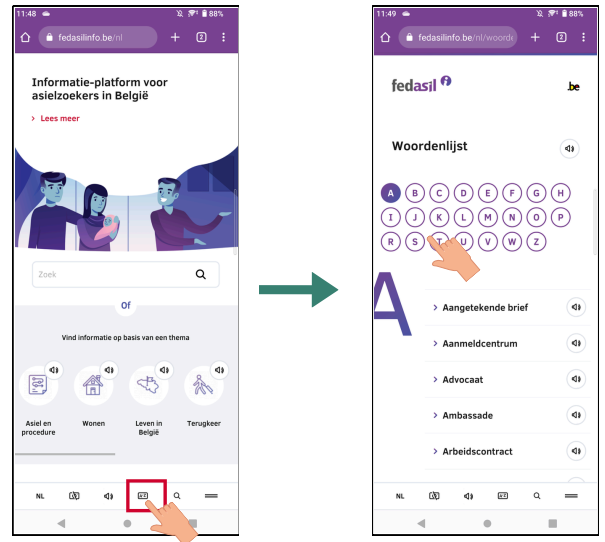 11:48
88%
fedasilinfo.be/nl
2
Informatie-platform voor
asielzoekers in België
> Lees meer
Zoek
Of
Vind informatie op basis van een thema
Asiel en
procedure
Wonen
Leven in
België
Terugkeer
NL
11:49
88%
fedasilinfo.be/nl/woorde
2
fedasil
.be
Woordenlijst
A B C D E F G H
I J K L M N O P
R S T U V W Z
A
> Aangetekende brief
> Aanmeldcentrum
> Advocaat
> Ambassade
> Arbeidscontract
NL